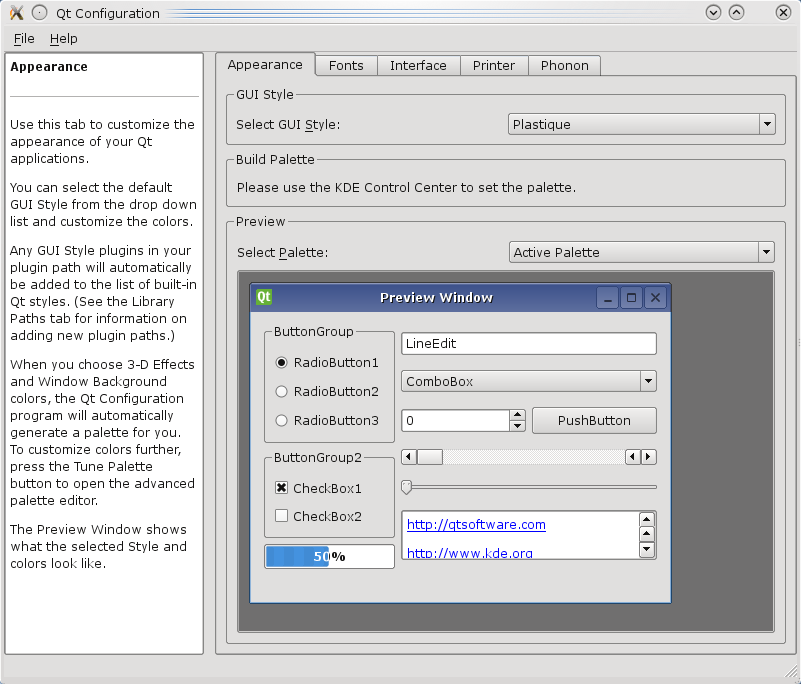 Qt Configuration
File Help
Appearance
Use this tab to customize the
appearance of your Qt
applications.
You can select the default
GUI Style from the drop down
list and customize the colors.
Any GUI Style plugins in your
plugin path will automatically
be added to the list of built-in
Qt styles. (See the Library
Paths tab for information on
adding new plugin paths.)
When you choose 3-D Effects
and Window Background
colors, the Qt Configuration
program will automatically
generate a palette for you.
To customize colors further,
press the Tune Palette
button to open the advanced
palette editor.
The Preview Window shows
what the selected Style and
colors look like.
Appearance Fonts Interface Printer Phonon
GUI Style
Select GUI Style: Plastique
Build Palette
Please use the KDE Control Center to set the palette.
Preview
Select Palette: Active Palette
Qt Preview Window
ButtonGroup
RadioButton1
RadioButton2
RadioButton3
ButtonGroup2
CheckBox1
CheckBox2
50%
LineEdit
ComboBox
0 PushButton
http://qtsoftware.com
http://www.kde.org